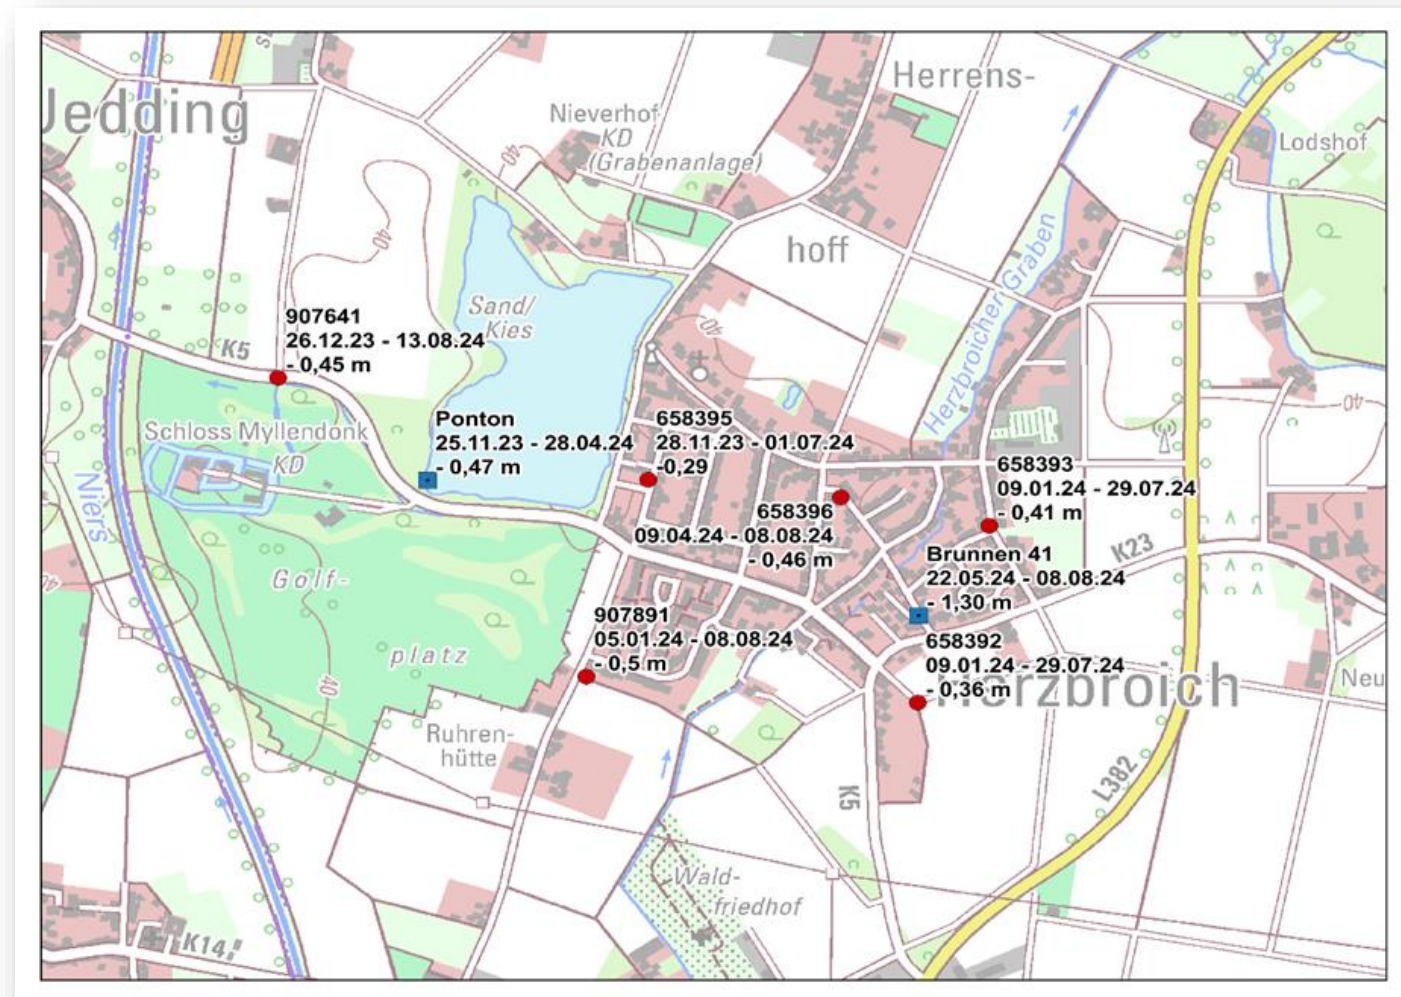 Herrens-
Jedding
Nieverhof
KD
(Grabenanlage)
Lodshof
40
40
hoff
Herzbroicher Graben
Sand/
Kies
907641
26.12.23 - 13.08.24
- 0,45 m
40
K5
40
Ponton
25.11.23 - 28.04.24
- 0,47 m
658395
28.11.23 - 01.07.24
-0,29
Schloss Myllendonk
KD
658393
09.01.24 - 29.07.24
- 0,41 m
Niers
658396
09.04.24 - 08.08.24
- 0,46 m
K23
Brunnen 41
22.05.24 - 08.08.24
- 1,30 m
40
Golf-
platz
907891
05.01.24 - 08.08.24
- 0,5 m
658392
09.01.24 - 29.07.24
- 0,36 m
Herzbroich
Neu
40
Ruhren-
hütte
K5
L382
Wald-
friedhof
K14